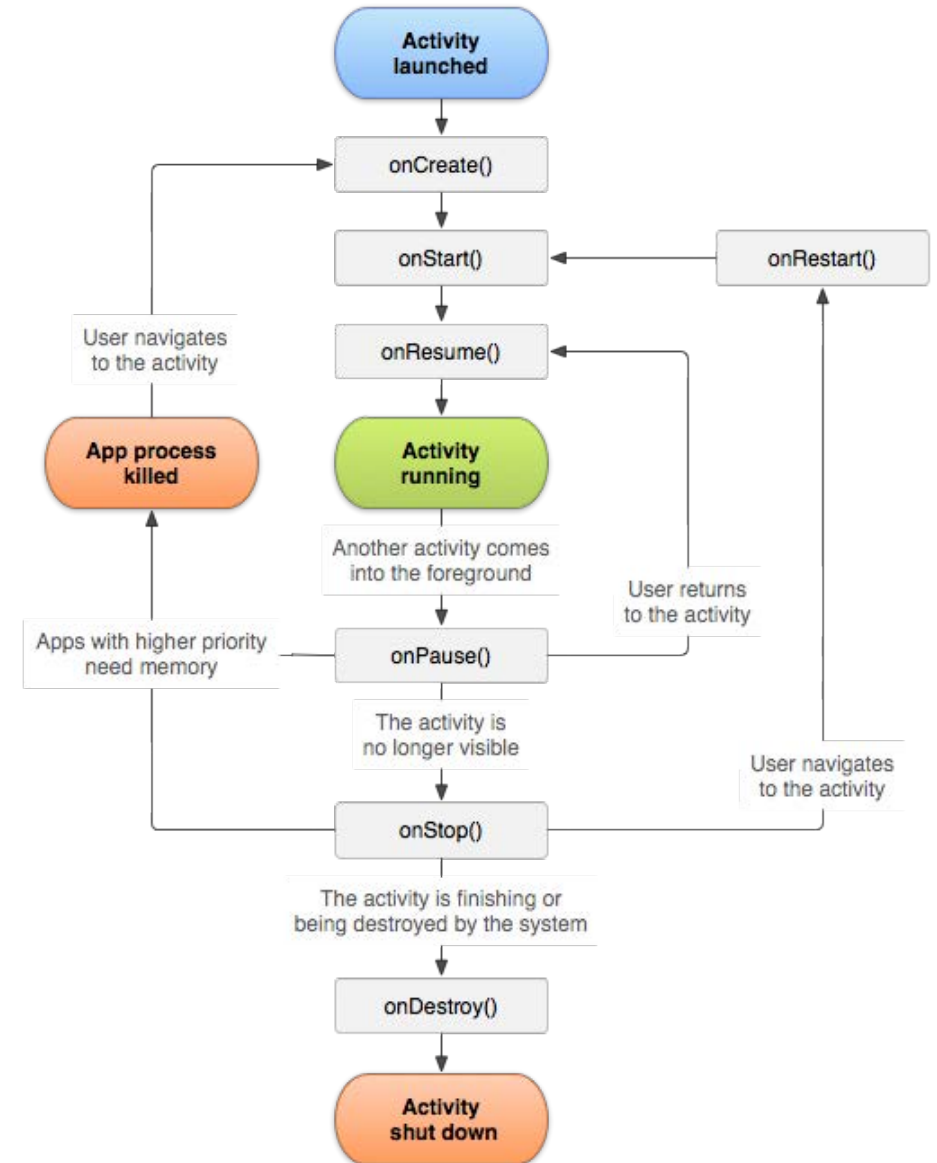 Activity
launched
onCreate()
onStart()
onRestart()
User navigates
to the activity
onResume()
App process
killed
Activity
running
Another activity comes
into the foreground
User returns
to the activity
Apps with higher priority
need memory
onPause()
The activity is
no longer visible
User navigates
to the activity
onStop()
The activity is finishing or
being destroyed by the system
onDestroy()
Activity
shut down